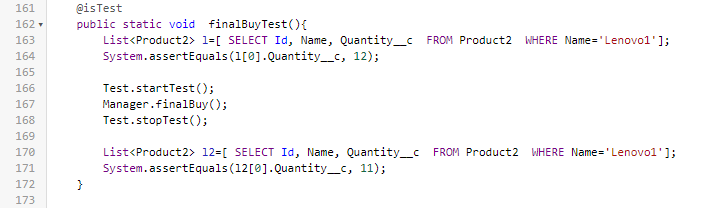 161 @isTest
162 public static void finalBuyTest(){
163 List<Product2> l=[ SELECT Id, Name, Quantity__c FROM Product2 WHERE Name='Lenovo1'];
164 System.assertEquals(l[0].Quantity__c, 12);
165
166 Test.startTest();
167 Manager.finalBuy();
168 Test.stopTest();
169
170 List<Product2> l2=[ SELECT Id, Name, Quantity__c FROM Product2 WHERE Name='Lenovo1'];
171 System.assertEquals(l2[0].Quantity__c, 11);
172 }
173